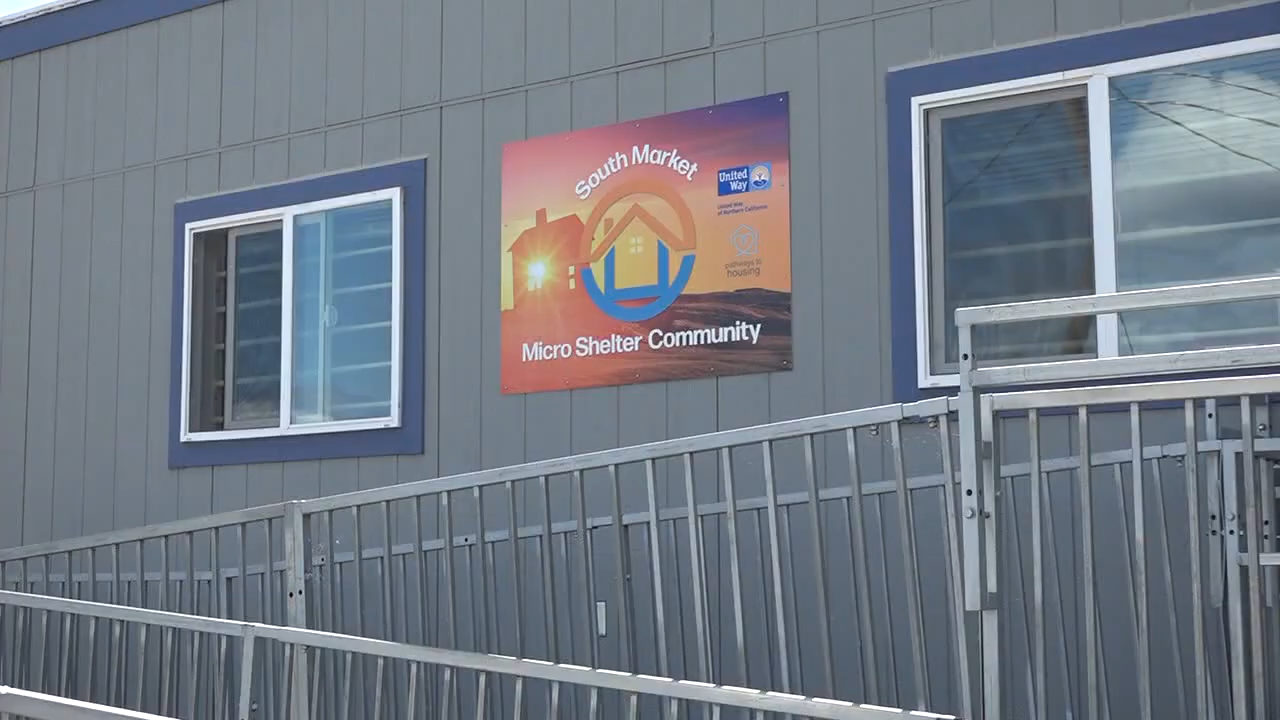 South Market
United
Way
United Way
of Northern California
pathways to
housing
Micro Shelter Community